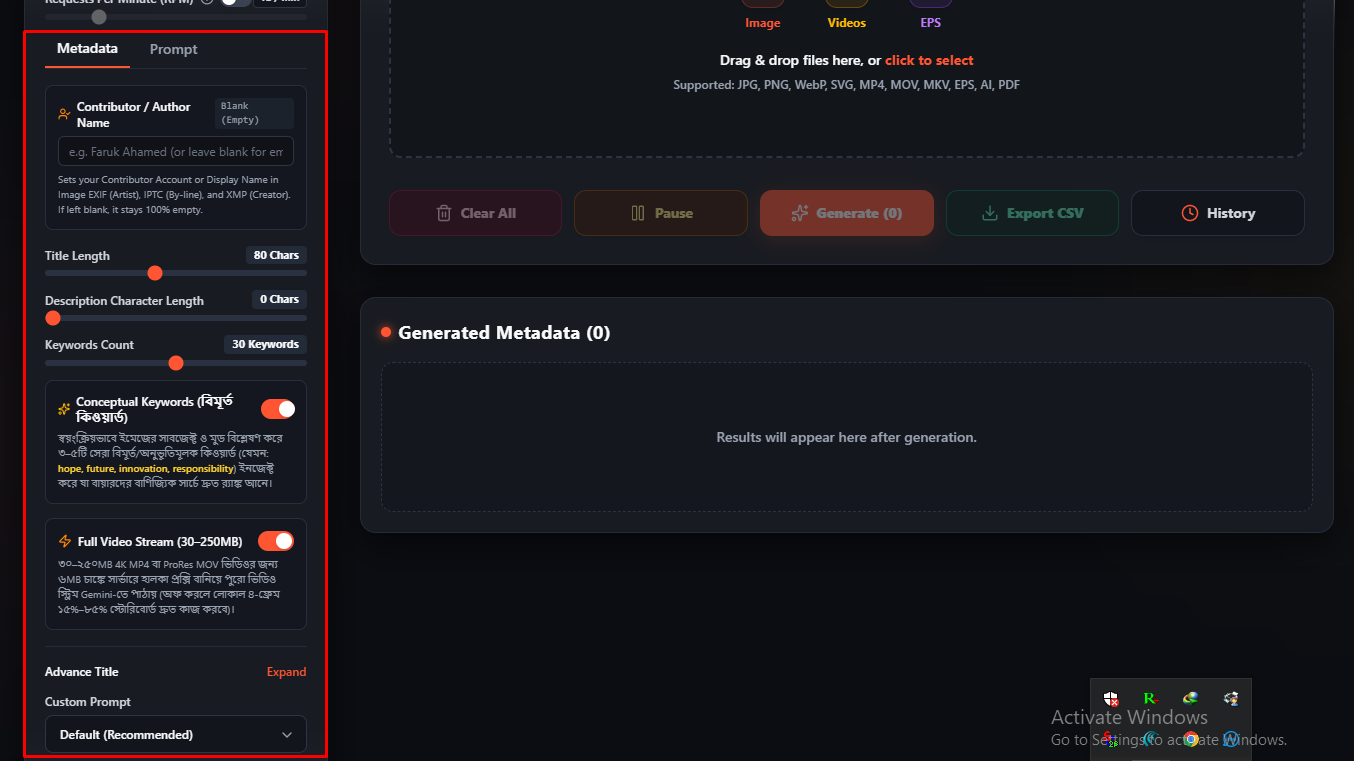 Requests Per Minute (RPM)
Metadata
Prompt
Contributor / Author
Name
Blank
(Empty)
e.g. Faruk Ahamed (or leave blank for em
Sets your Contributor Account or Display Name in
Image EXIF (Artist), IPTC (By-line), and XMP (Creator).
If left blank, it stays 100% empty.
Title Length
80 Chars
Description Character Length
0 Chars
Keywords Count
30 Keywords
Conceptual Keywords (বিমূর্ত
কিওয়ার্ড)
স্বয়ংক্রিয়ভাবে ইমেজের সাবজেক্ট ও মুড বিশ্লেষণ করে
৩–৫টি সেরা বিমূর্ত/অনুভূতিমূলক কিওয়ার্ড (যেমন:
hope, future, innovation, responsibility) ইনজেক্ট
করে যা বায়ারদের বাণিজ্যিক সার্চে দ্রুত র‍্যাঙ্ক আনে।
Full Video Stream (30–250MB)
৩০–২৫০MB 4K MP4 বা ProRes MOV ভিডিওর জন্য
৬MB চাঙ্কে সার্ভারে হালকা প্রক্সি বানিয়ে পুরো ভিডিও
স্ট্রিম Gemini-তে পাঠায় (অফ করলে লোকাল ৪-ফ্রেম
১৫%–৮৫% স্টোরিবোর্ড দ্রুত কাজ করবে)।
Advance Title
Expand
Custom Prompt
Default (Recommended)
Image
Videos
EPS
Drag & drop files here, or click to select
Supported: JPG, PNG, WebP, SVG, MP4, MOV, MKV, EPS, AI, PDF
Clear All
Pause
Generate (0)
Export CSV
History
Generated Metadata (0)
Results will appear here after generation.
Activate Windows
Go to Settings to activate Windows.